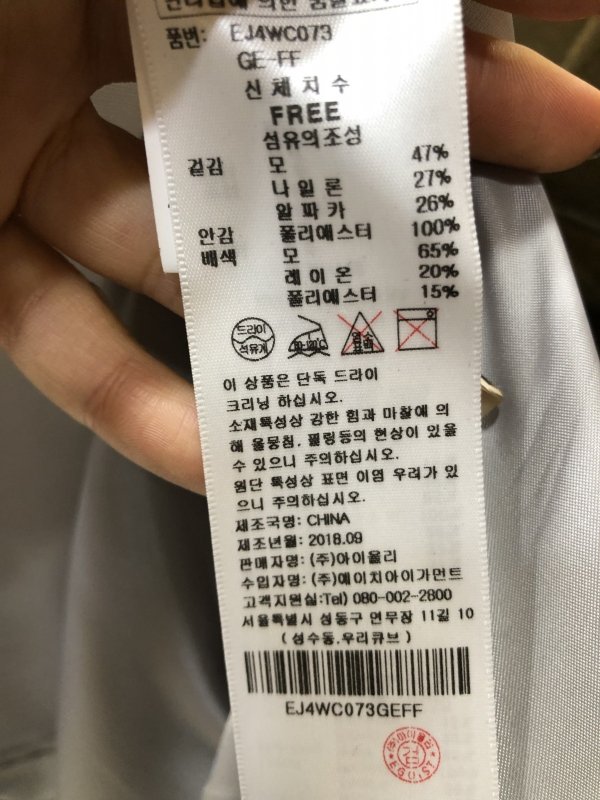 품번: EJ4WC073
GE-FF
신체치수
FREE
섬유의조성
겉감 모 47%
나일론 27%
알파카 26%
안감 폴리에스터 100%
배색 모 65%
레이온 20%
폴리에스터 15%
드라이
석유계
이 상품은 단독 드라이
크리닝 하십시오.
소재특성상 강한 힘과 마찰에 의
해 올뭉침, 필링등의 현상이 있을
수 있으니 주의하십시오.
원단 특성상 표면 이염 우려가 있
으니 주의하십시오.
제조국명: CHINA
제조년월: 2018.09
판매자명: (주)아이올리
수입자명: (주)에이치아이가먼트
고객지원실:Tel) 080-002-2800
서울특별시 성동구 연무장 11길 10
(성수동,우리큐브)
EJ4WC073GEFF